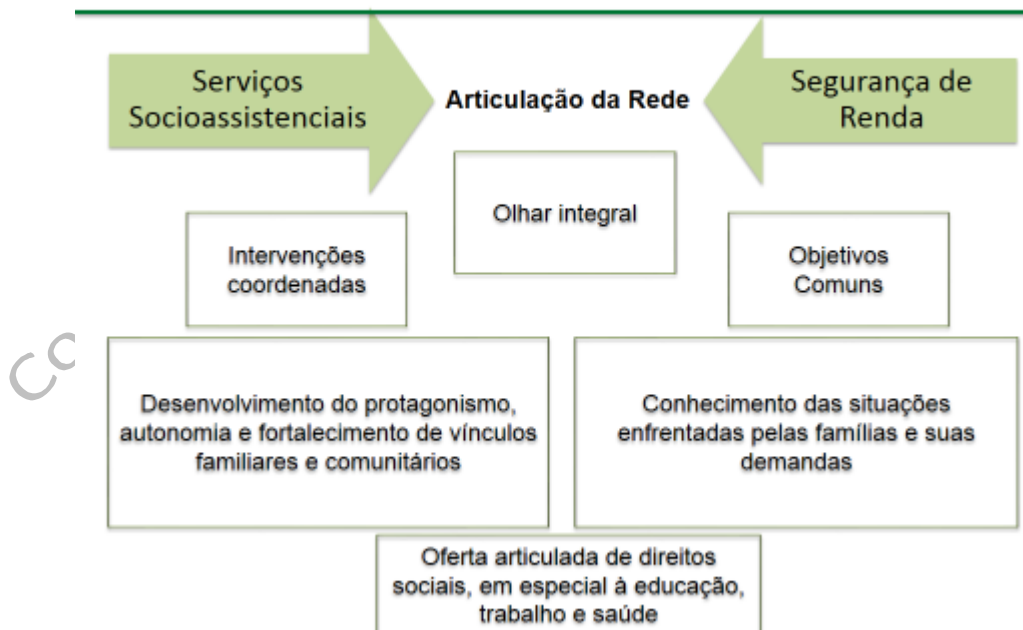 Serviços
Socioassistenciais
Articulação da Rede
Segurança de
Renda
Olhar integral
Intervenções
coordenadas
Objetivos
Comuns
Desenvolvimento do protagonismo,
autonomia e fortalecimento de vínculos
familiares e comunitários
Conhecimento das situações
enfrentadas pelas famílias e suas
demandas
Oferta articulada de direitos
sociais, em especial à educação,
trabalho e saúde